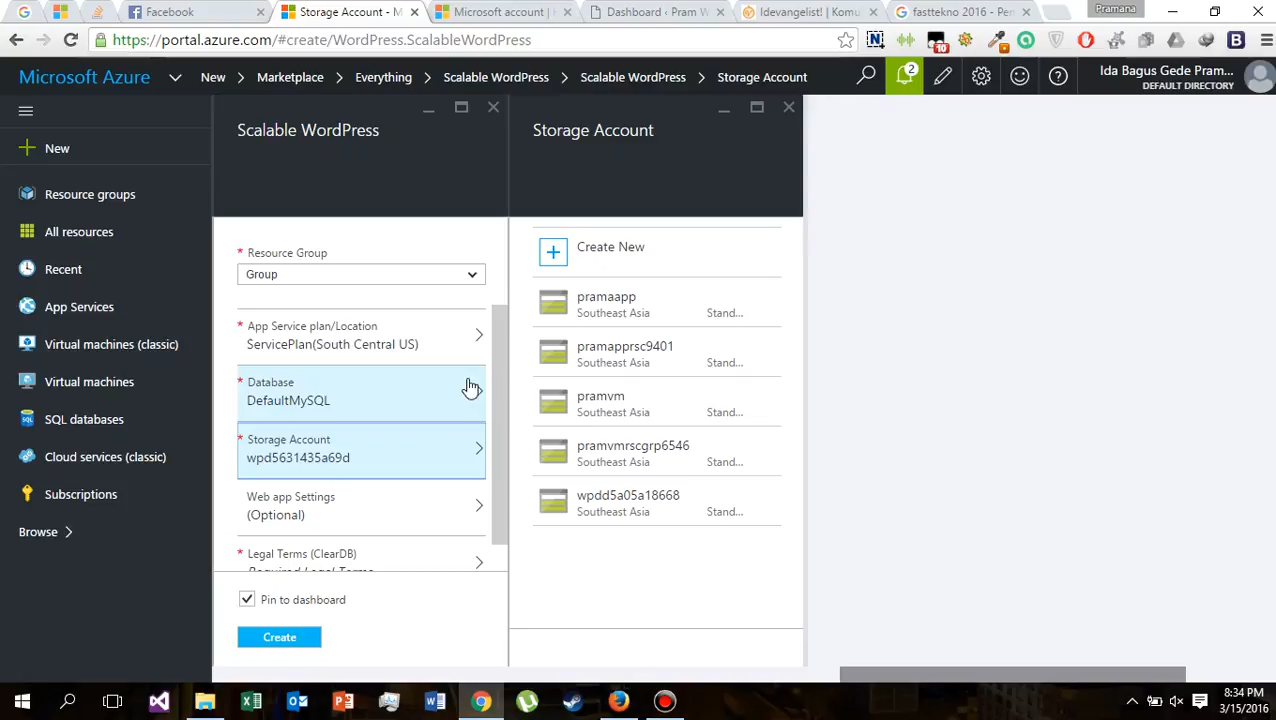 Pramana
Facebook
Storage Account - M
Microsoft account |
Dashboard ‹ Pram W
Idevangelist! | Komu
fasttekno 2016 - Pen
https://portal.azure.com/#create/WordPress.ScalableWordPress
10
Microsoft Azure
New
Marketplace
Everything
Scalable WordPress
Scalable WordPress
Storage Account
2
Ida Bagus Gede Pram...
DEFAULT DIRECTORY
New
Resource groups
All resources
Recent
App Services
Virtual machines (classic)
Virtual machines
SQL databases
Cloud services (classic)
Subscriptions
Browse
Scalable WordPress
* Resource Group
Group
* App Service plan/Location
ServicePlan(South Central US)
* Database
DefaultMySQL
* Storage Account
wpd5631435a69d
Web app Settings
(Optional)
* Legal Terms (ClearDB)
Required Legal Terms
Pin to dashboard
Create
Storage Account
Create New
pramaapp
Southeast Asia Stand...
pramapprsc9401
Southeast Asia Stand...
pramvm
Southeast Asia Stand...
pramvmrscgrp6546
Southeast Asia Stand...
wpdd5a05a18668
Southeast Asia Stand...
8:34 PM
3/15/2016